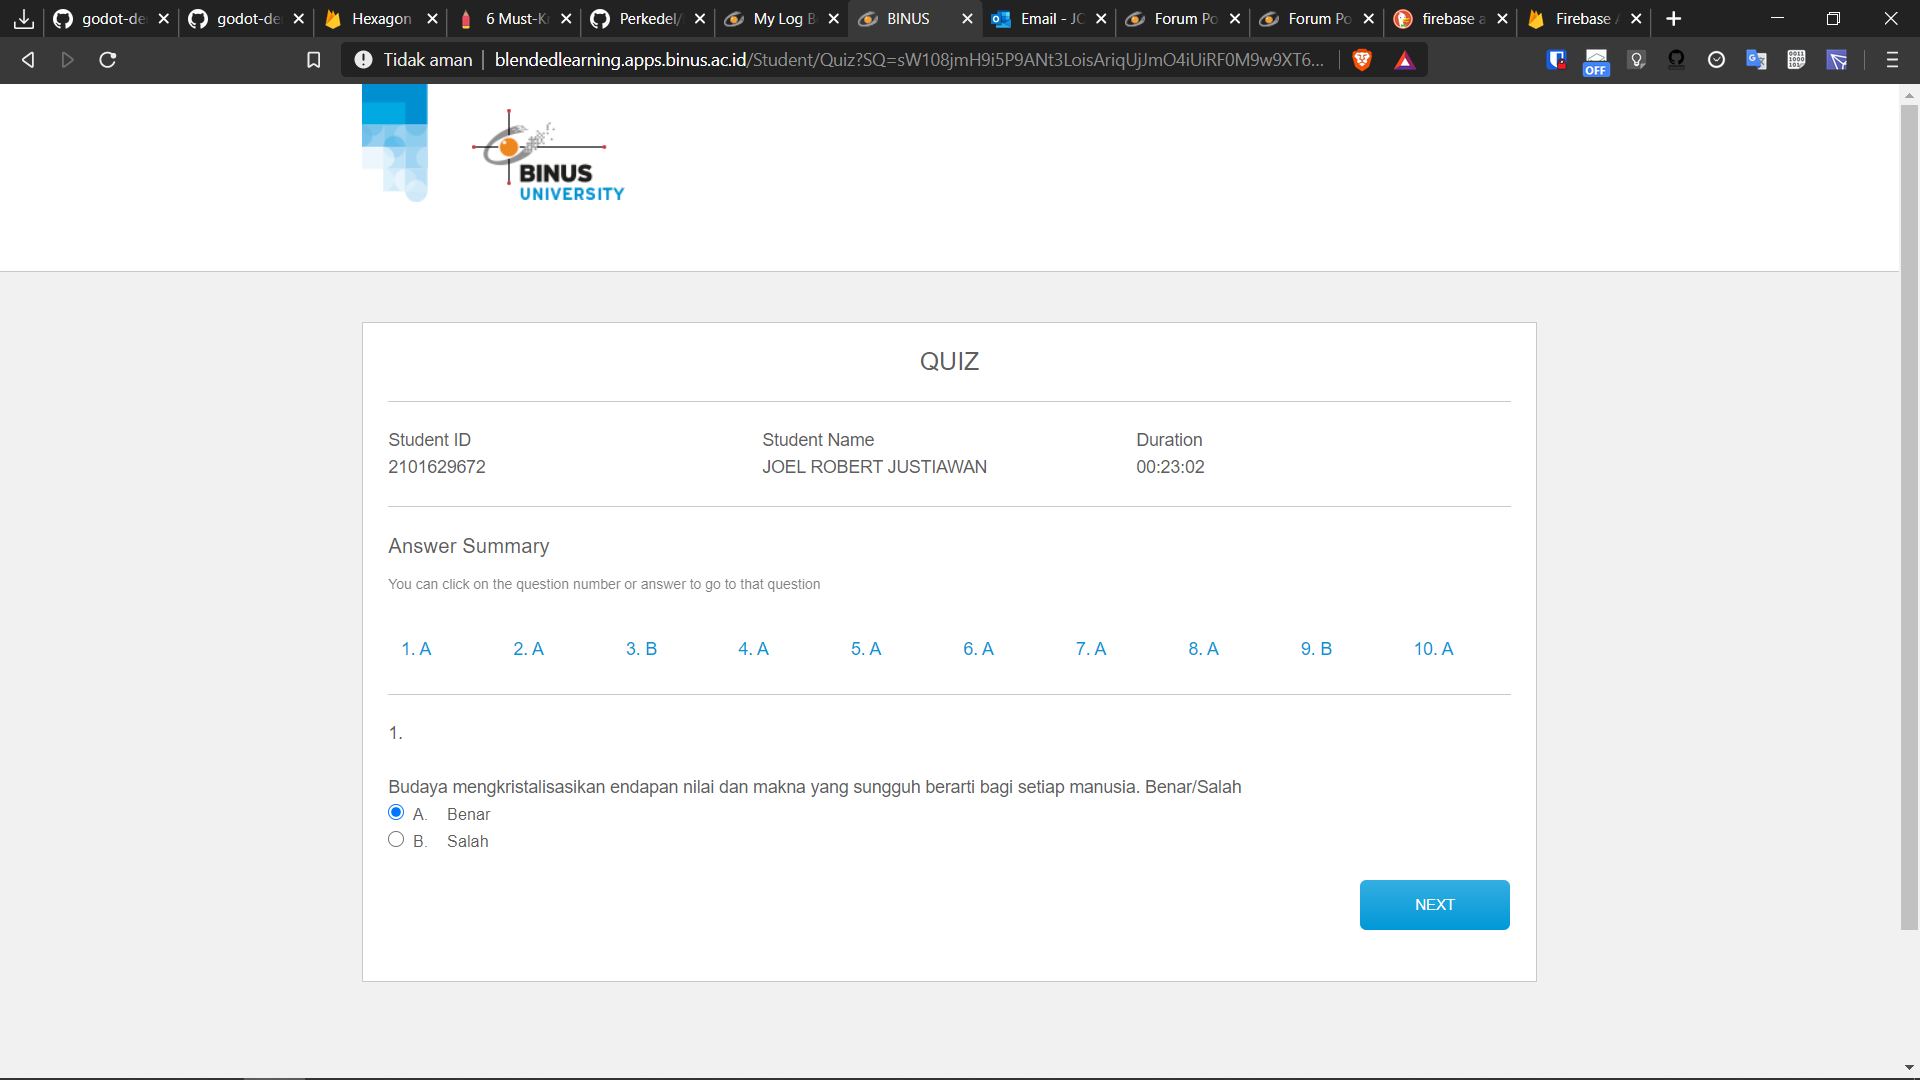 godot-de
godot-de
Hexagon
6 Must-K
Perkedel/
My Log B
BINUS
Email - JC
Forum Po
Forum Po
firebase a
Firebase
Tidak aman
blendedlearning.apps.binus.ac.id/Student/Quiz?SQ=sW108jmH9i5P9ANt3LoisAriqUjJmO4iUiRF0M9w9XT6...
OFF
BINUS
UNIVERSITY
QUIZ
Student ID
2101629672
Student Name
JOEL ROBERT JUSTIAWAN
Duration
00:23:02
Answer Summary
You can click on the question number or answer to go to that question
1. A 2. A 3. B 4. A 5. A 6. A 7. A 8. A 9. B 10. A
1.
Budaya mengkristalisasikan endapan nilai dan makna yang sungguh berarti bagi setiap manusia. Benar/Salah
A. Benar
B. Salah
NEXT